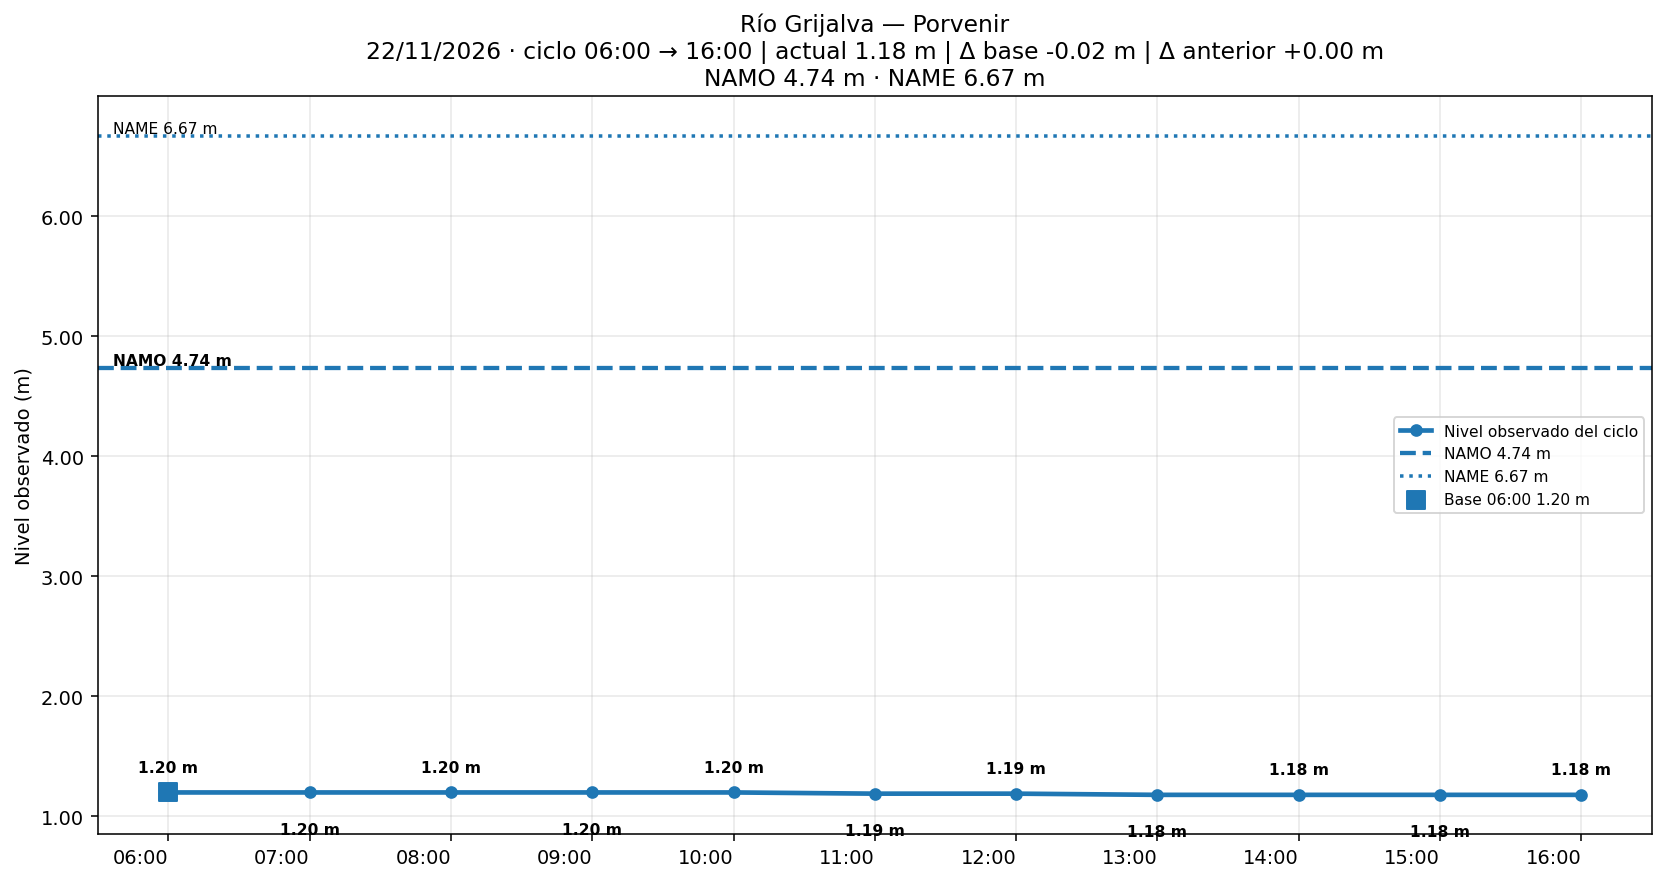 Río Grijalva — Porvenir
22/11/2026 · ciclo 06:00 → 16:00 | actual 1.18 m | Δ base -0.02 m | Δ anterior +0.00 m
NAMO 4.74 m · NAME 6.67 m
NAME 6.67 m
6.00
5.00
NAMO 4.74 m
Nivel observado (m)
Nivel observado del ciclo
NAMO 4.74 m
NAME 6.67 m
Base 06:00 1.20 m
4.00
3.00
2.00
1.00
1.20 m
1.20 m
1.20 m
1.20 m
1.20 m
1.19 m
1.19 m
1.18 m
1.18 m
1.18 m
1.18 m
06:00
07:00
08:00
09:00
10:00
11:00
12:00
13:00
14:00
15:00
16:00